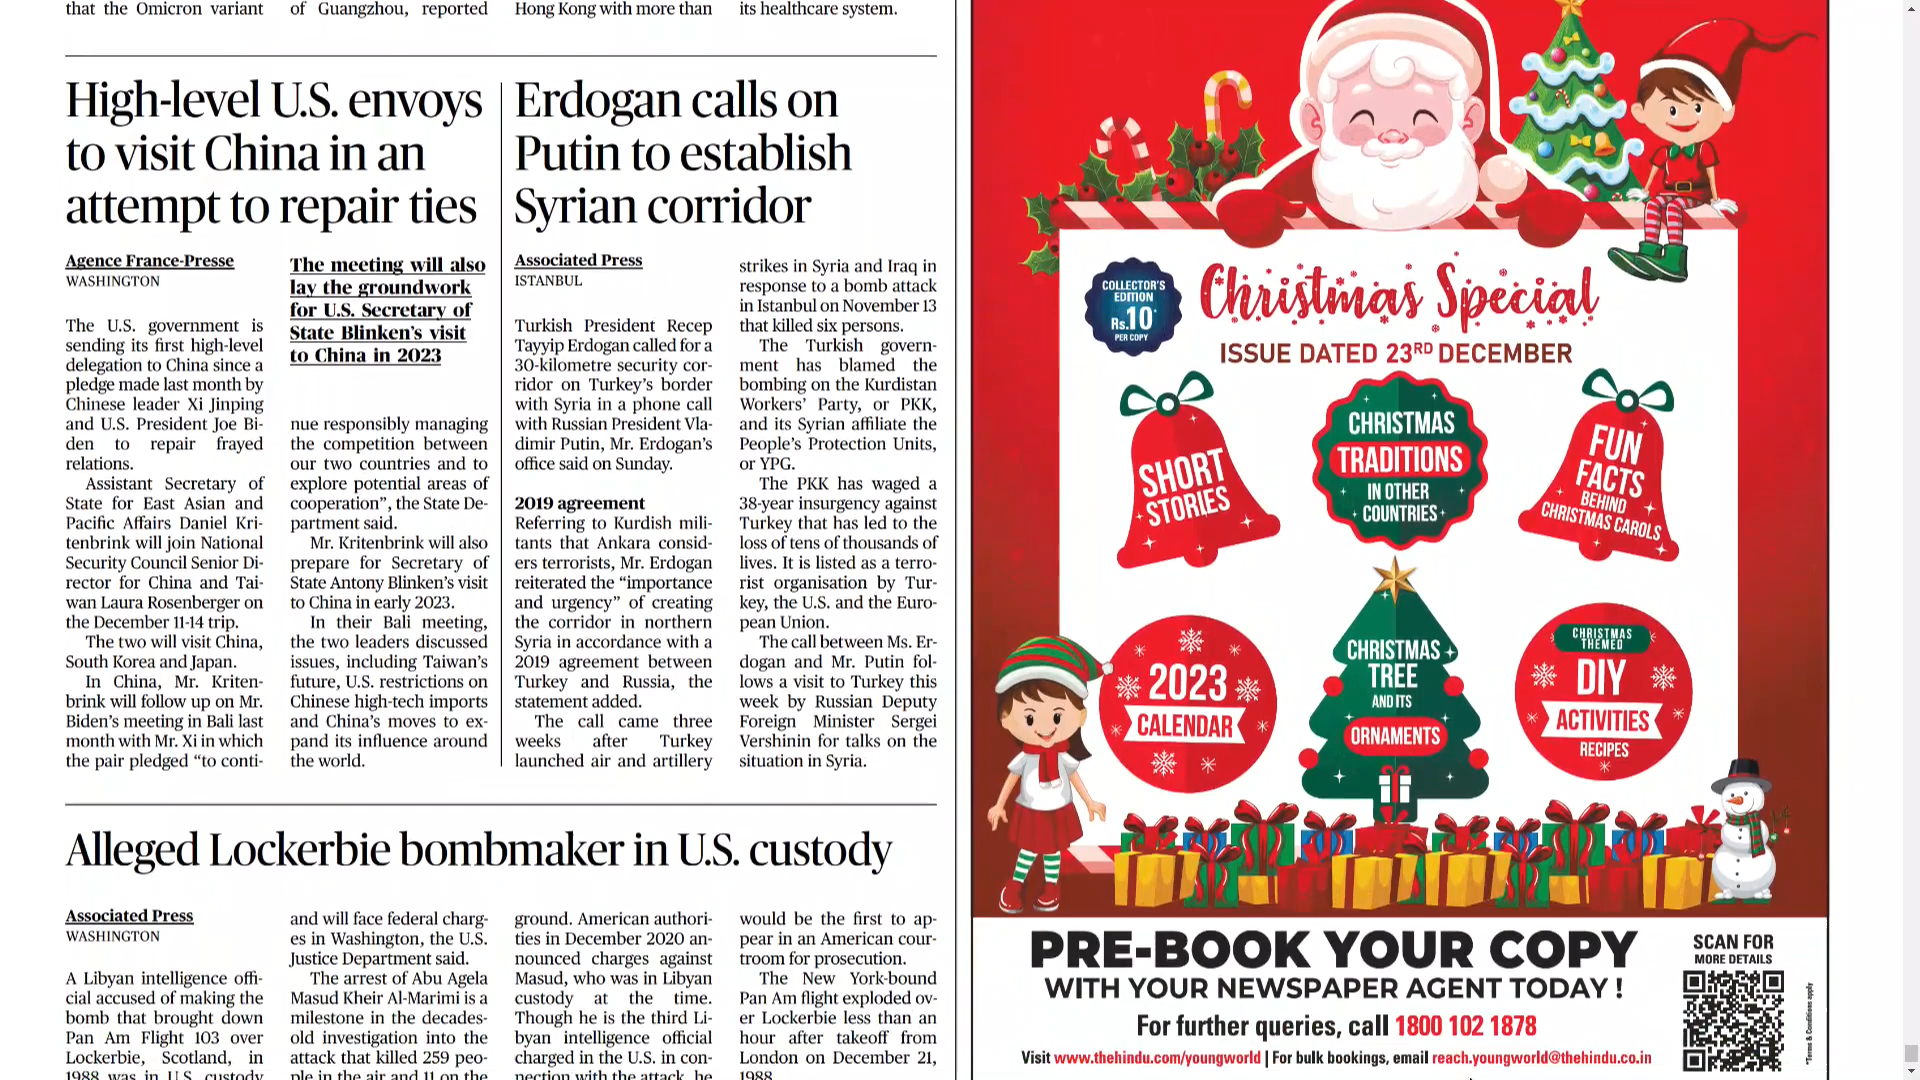 that the Omicron variant
of Guangzhou, reported
Hong Kong with more than
its healthcare system.
High-level U.S. envoys
to visit China in an
attempt to repair ties
Agence France-Presse
WASHINGTON
The U.S. government is
sending its first high-level
delegation to China since a
pledge made last month by
Chinese leader Xi Jinping
and U.S. President Joe Bi-
den to repair frayed
relations.
Assistant Secretary of
State for East Asian and
Pacific Affairs Daniel Kri-
tenbrink will join National
Security Council Senior Di-
rector for China and Tai-
wan Laura Rosenberger on
the December 11-14 trip.
The two will visit China,
South Korea and Japan.
In China, Mr. Kriten-
brink will follow up on Mr.
Biden's meeting in Bali last
month with Mr. Xi in which
the pair pledged “to conti-
The meeting will also
lay the groundwork
for U.S. Secretary of
State Blinken’s visit
to China in 2023
nue responsibly managing
the competition between
our two countries and to
explore potential areas of
cooperation”, the State De-
partment said.
Mr. Kritenbrink will also
prepare for Secretary of
State Antony Blinken’s visit
to China in early 2023.
In their Bali meeting,
the two leaders discussed
issues, including Taiwan’s
future, U.S. restrictions on
Chinese high-tech imports
and China’s moves to ex-
pand its influence around
the world.
Erdogan calls on
Putin to establish
Syrian corridor
Associated Press
ISTANBUL
Turkish President Recep
Tayyip Erdogan called for a
30-kilometre security cor-
ridor on Turkey’s border
with Syria in a phone call
with Russian President Vla-
dimir Putin, Mr. Erdogan’s
office said on Sunday.
2019 agreement
Referring to Kurdish mili-
tants that Ankara consid-
ers terrorists, Mr. Erdogan
reiterated the “importance
and urgency” of creating
the corridor in northern
Syria in accordance with a
2019 agreement between
Turkey and Russia, the
statement added.
The call came three
weeks after Turkey
launched air and artillery
strikes in Syria and Iraq in
response to a bomb attack
in Istanbul on November 13
that killed six persons.
The Turkish govern-
ment has blamed the
bombing on the Kurdistan
Workers’ Party, or PKK,
and its Syrian affiliate the
People’s Protection Units,
or YPG.
The PKK has waged a
38-year insurgency against
Turkey that has led to the
loss of tens of thousands of
lives. It is listed as a terro-
rist organisation by Tur-
key, the U.S. and the Euro-
pean Union.
The call between Ms. Er-
dogan and Mr. Putin fol-
lows a visit to Turkey this
week by Russian Deputy
Foreign Minister Sergei
Vershinin for talks on the
situation in Syria.
Alleged Lockerbie bombmaker in U.S. custody
Associated Press
WASHINGTON
A Libyan intelligence offi-
cial accused of making the
bomb that brought down
Pan Am Flight 103 over
Lockerbie, Scotland, in
1988 was in U.S. custody
and will face federal charg-
es in Washington, the U.S.
Justice Department said.
The arrest of Abu Agela
Masud Kheir Al-Marimi is a
milestone in the decades-
old investigation into the
attack that killed 259 peo-
ple in the air and 11 on the
ground. American authori-
ties in December 2020 an-
nounced charges against
Masud, who was in Libyan
custody at the time.
Though he is the third Li-
byan intelligence official
charged in the U.S. in con-
nection with the attack, he
would be the first to ap-
pear in an American cour-
troom for prosecution.
The New York-bound
Pan Am flight exploded ov-
er Lockerbie less than an
hour after takeoff from
London on December 21,
1988.
COLLECTOR'S
EDITION
Rs.10*
PER COPY
Christmas Special
ISSUE DATED 23RD DECEMBER
SHORT
STORIES
CHRISTMAS
TRADITIONS
IN OTHER
COUNTRIES
FUN
FACTS
BEHIND
CHRISTMAS CAROLS
2023
CALENDAR
CHRISTMAS
TREE
AND ITS
ORNAMENTS
CHRISTMAS
THEMED
DIY
ACTIVITIES
RECIPES
PRE-BOOK YOUR COPY
WITH YOUR NEWSPAPER AGENT TODAY !
For further queries, call 1800 102 1878
Visit www.thehindu.com/youngworld | For bulk bookings, email reach.youngworld@thehindu.co.in
SCAN FOR
MORE DETAILS
*Terms & Conditions apply